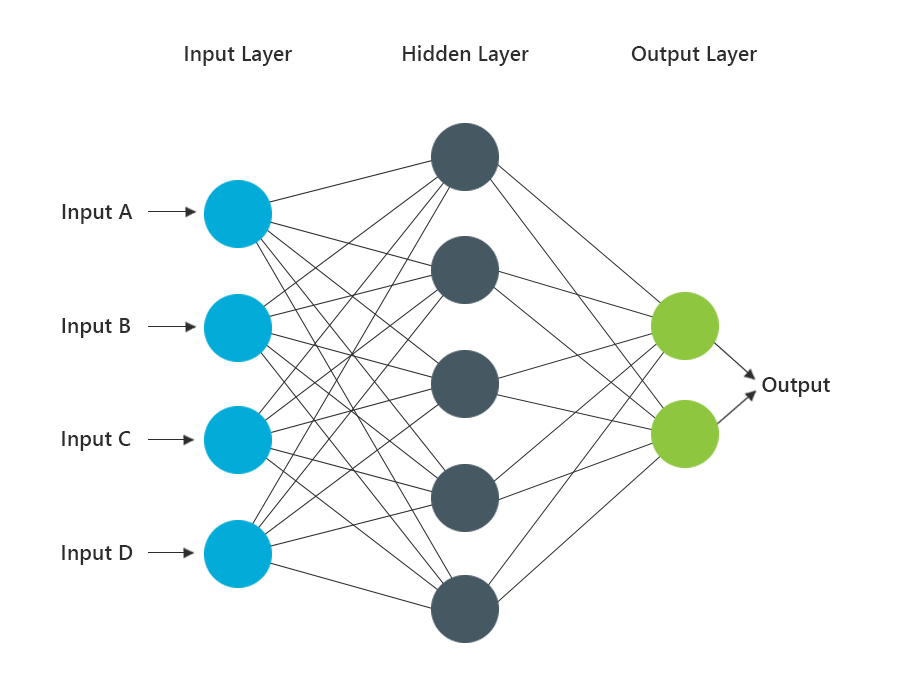 Input Layer
Hidden Layer
Output Layer
Input A
Input B
Input C
Input D
Output